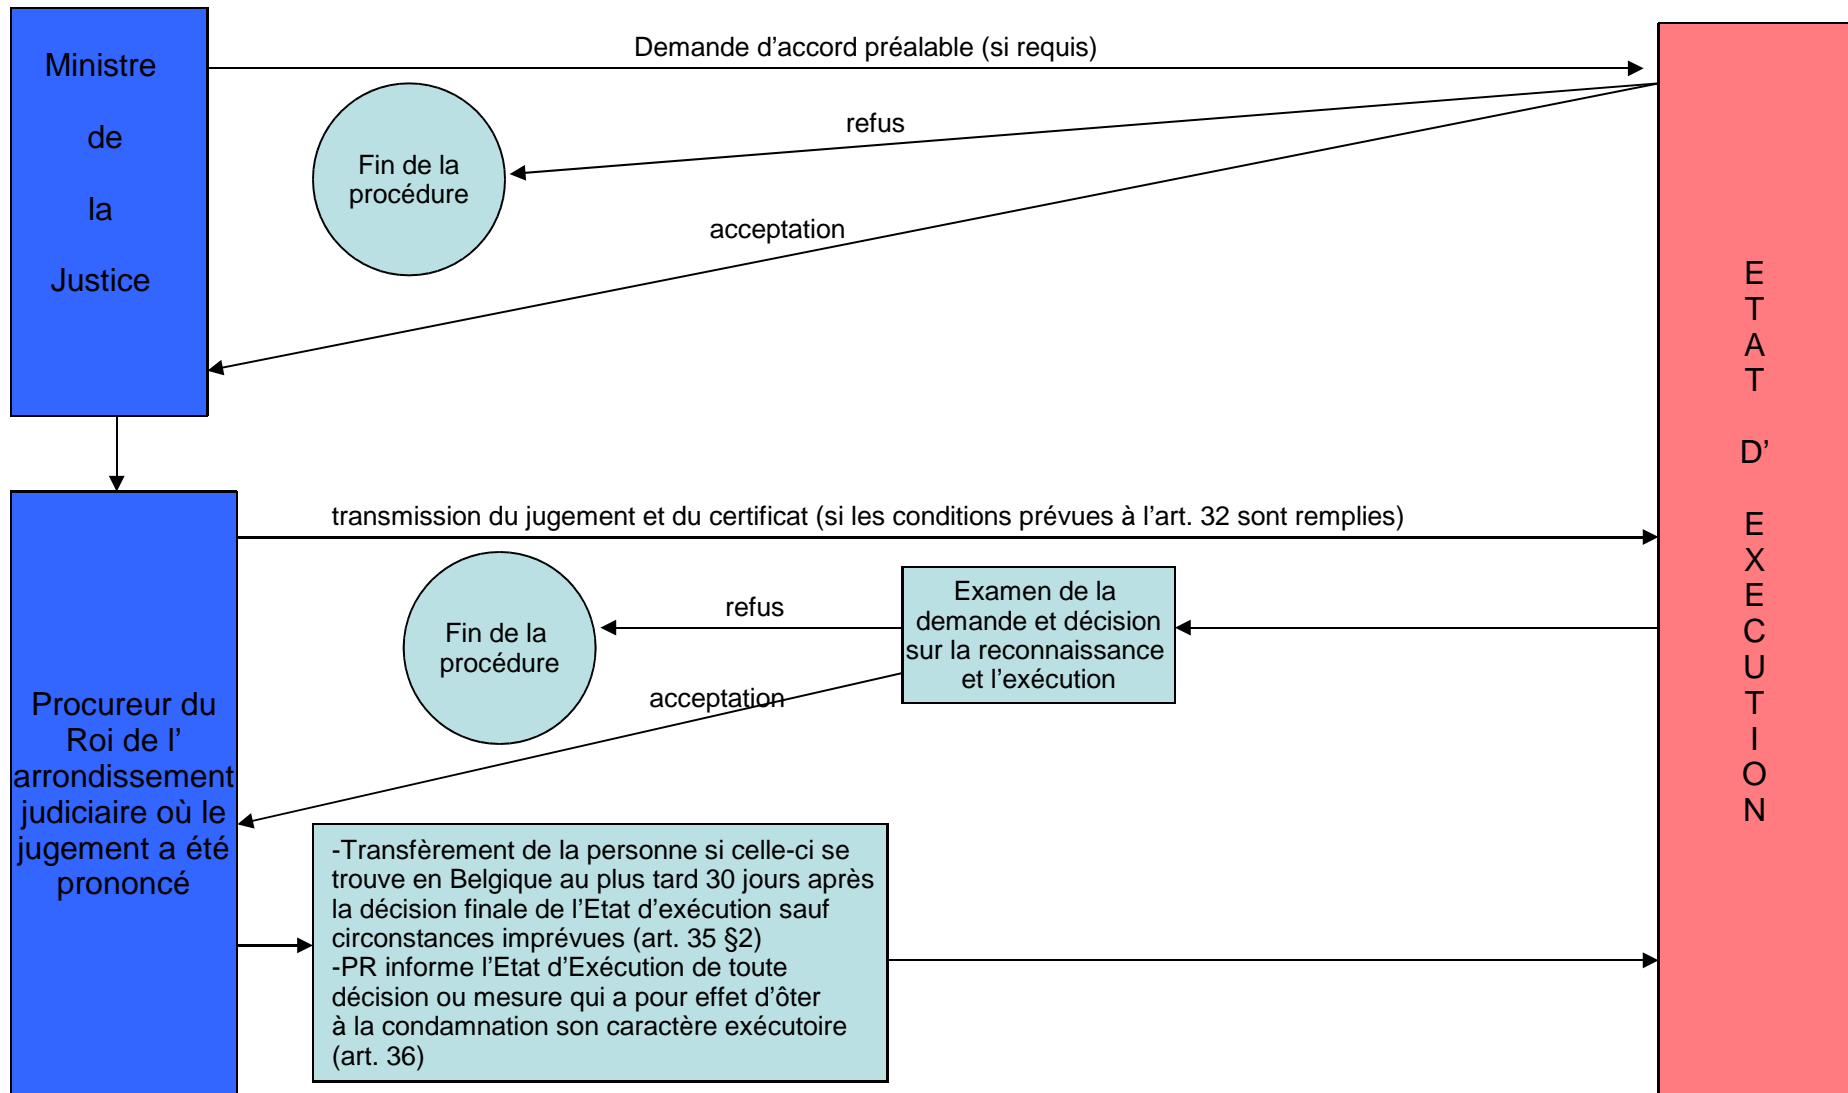 Ministre
de
la
Justice
Demande d’accord préalable (si requis)
refus
Fin de la
procédure
acceptation
E
T
A
T
D’
E
X
E
C
U
T
I
O
N
transmission du jugement et du certificat (si les conditions prévues à l’art. 32 sont remplies)
Examen de la
demande et décision
sur la reconnaissance
et l’exécution
refus
Fin de la
procédure
acceptation
Procureur du
Roi de l’
arrondissement
judiciaire où le
jugement a été
prononcé
-Transfèrement de la personne si celle-ci se
trouve en Belgique au plus tard 30 jours après
la décision finale de l’Etat d’exécution sauf
circonstances imprévues (art. 35 §2)
-PR informe l’Etat d’Exécution de toute
décision ou mesure qui a pour effet d’ôter
à la condamnation son caractère exécutoire
(art. 36)